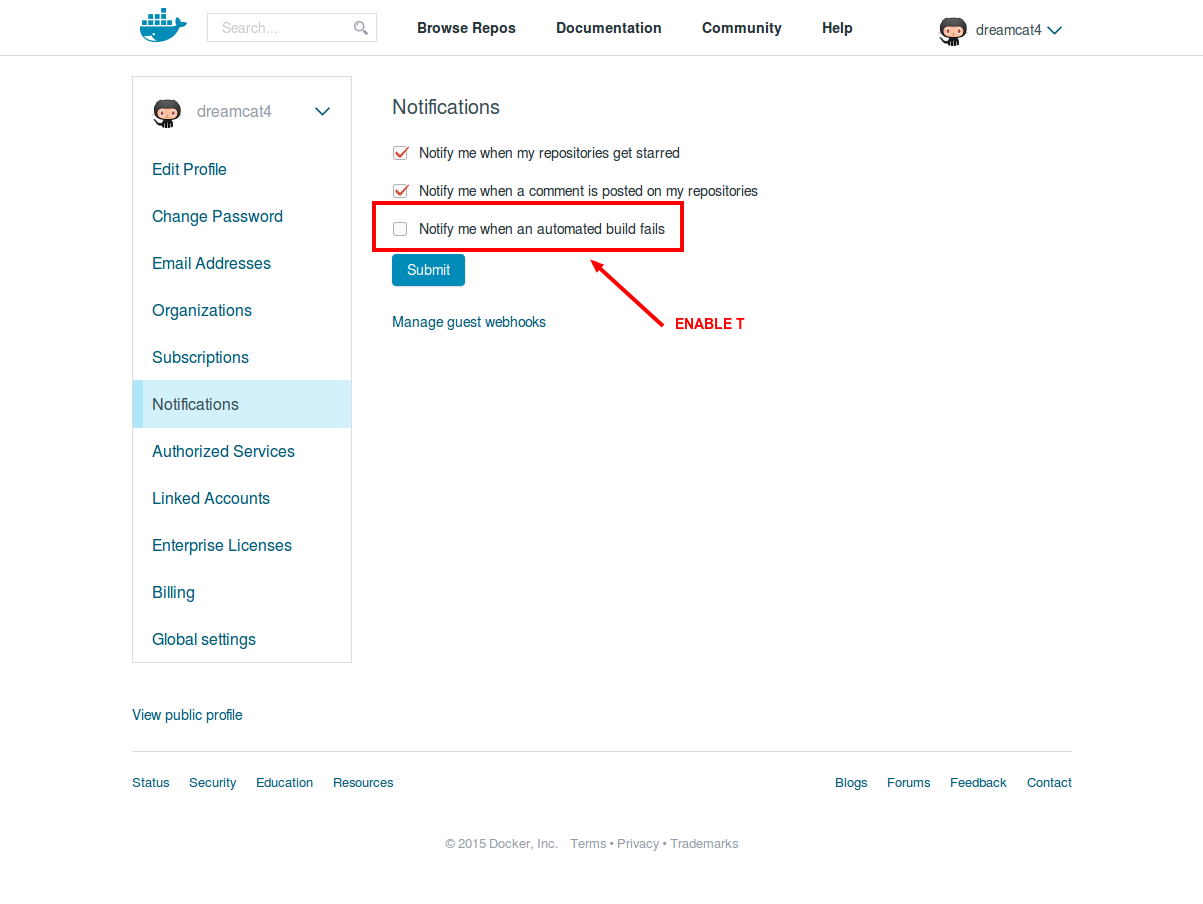 Search...
Browse Repos
Documentation
Community
Help
dreamcat4
dreamcat4
Edit Profile
Change Password
Email Addresses
Organizations
Subscriptions
Notifications
Authorized Services
Linked Accounts
Enterprise Licenses
Billing
Global settings
Notifications
Notify me when my repositories get starred
Notify me when a comment is posted on my repositories
Notify me when an automated build fails
Submit
Manage guest webhooks
ENABLE T
View public profile
Status
Security
Education
Resources
Blogs
Forums
Feedback
Contact
© 2015 Docker, Inc. Terms • Privacy • Trademarks